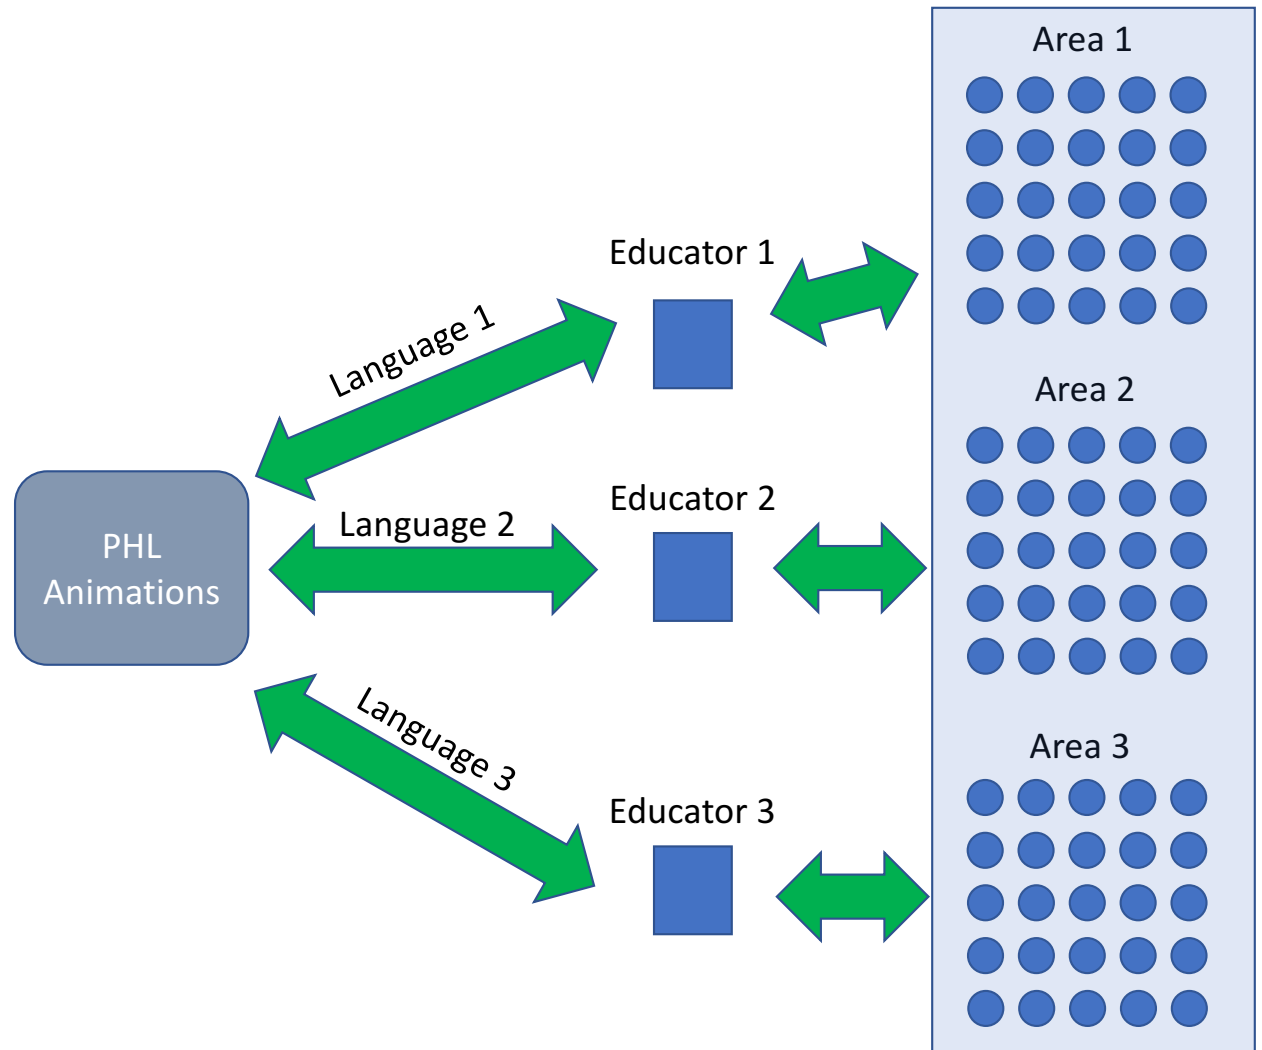 Area 1
Educator 1
Language 1
Area 2
Educator 2
Language 2
PHL
Animations
Language 3
Area 3
Educator 3